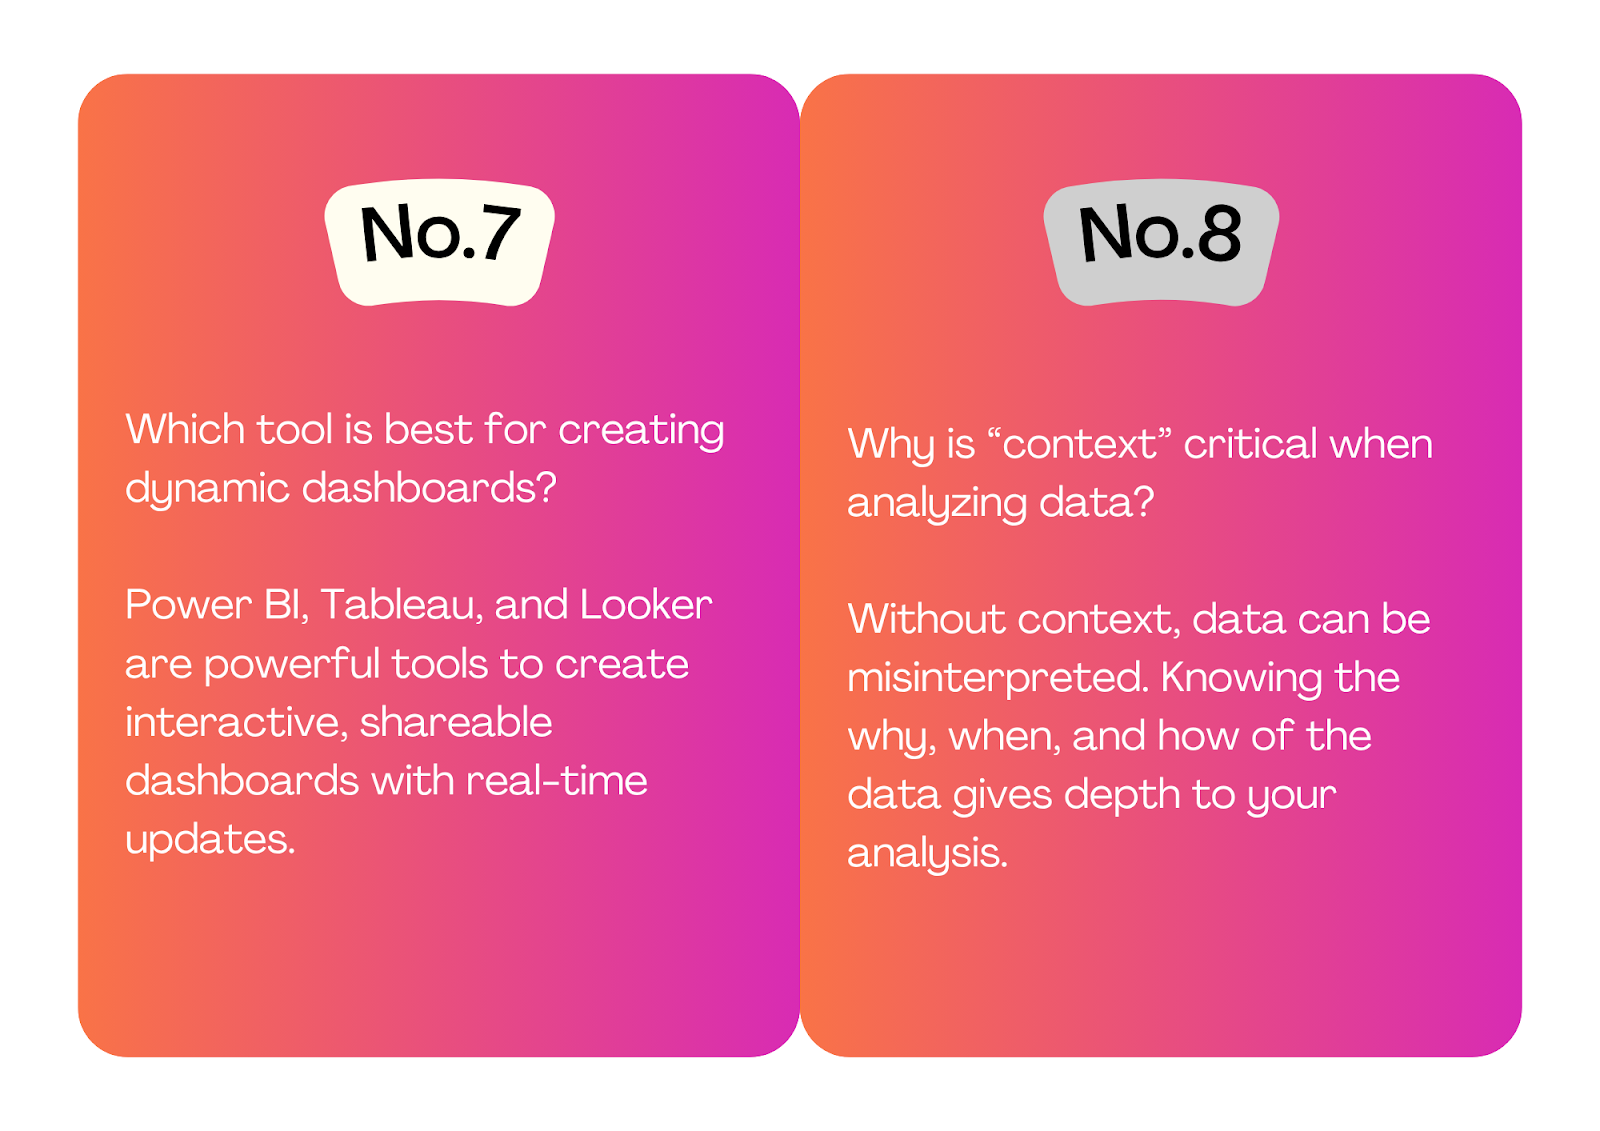 No.7
Which tool is best for creating
dynamic dashboards?
Power BI, Tableau, and Looker
are powerful tools to create
interactive, shareable
dashboards with real-time
updates.
No.8
Why is “context” critical when
analyzing data?
Without context, data can be
misinterpreted. Knowing the
why, when, and how of the
data gives depth to your
analysis.